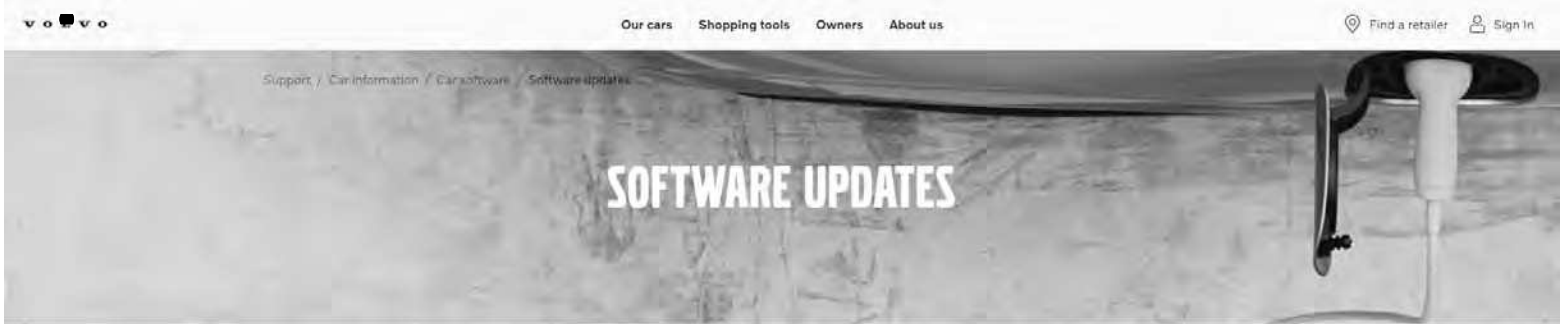 VOLVO Our cars Shopping tools Owners About us Find a retailer Sign In
Support / Car information / Car software / Software updates
SOFTWARE UPDATES